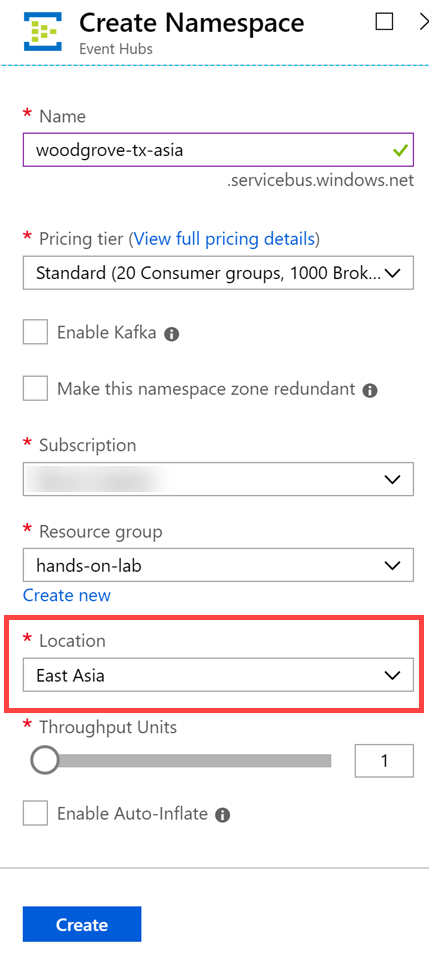 Create Namespace
Event Hubs
* Name
woodgrove-tx-asia
.servicebus.windows.net
* Pricing tier (View full pricing details)
Standard (20 Consumer groups, 1000 Brok...
Enable Kafka
Make this namespace zone redundant
* Subscription
* Resource group
hands-on-lab
Create new
* Location
East Asia
* Throughput Units
1
Enable Auto-Inflate
Create